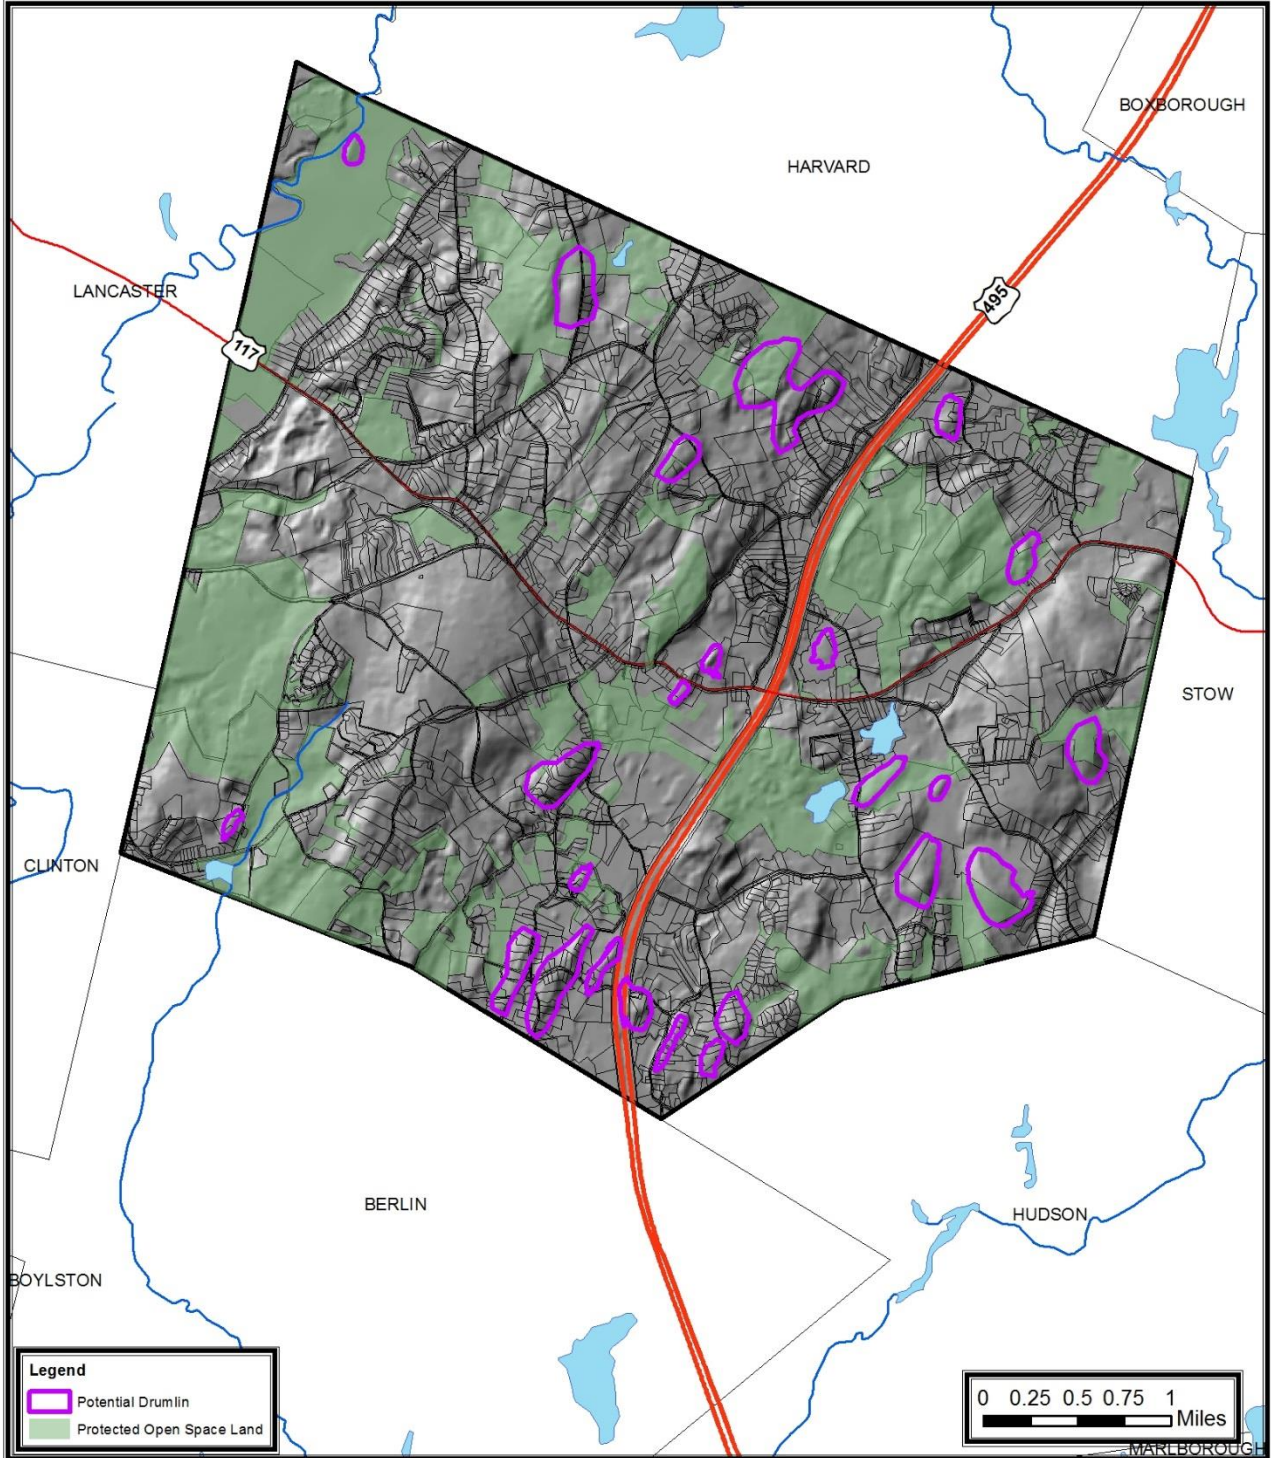 BOXBOROUGH
HARVARD
LANCASTER
495
117
STOW
CLINTON
BERLIN
HUDSON
BOYLSTON
Legend
Potential Drumlin
Protected Open Space Land
0 0.25 0.5 0.75 1
Miles
MARLBOROUGH